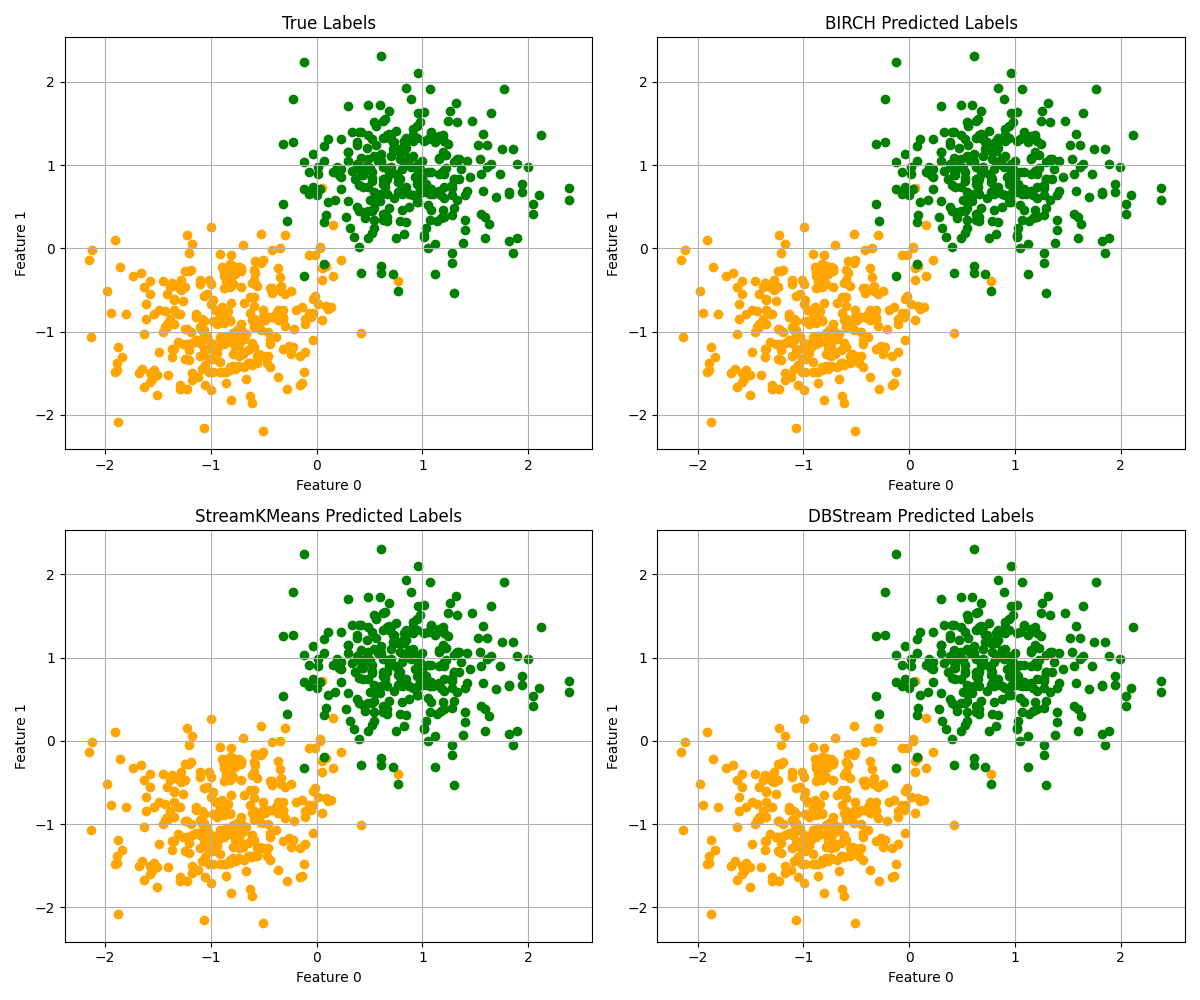 True Labels
2
1
0
−1
−2
Feature 1
−2 −1 0 1 2
Feature 0
BIRCH Predicted Labels
2
1
0
−1
−2
Feature 1
−2 −1 0 1 2
Feature 0
StreamKMeans Predicted Labels
2
1
0
−1
−2
Feature 1
−2 −1 0 1 2
Feature 0
DBStream Predicted Labels
2
1
0
−1
−2
Feature 1
−2 −1 0 1 2
Feature 0